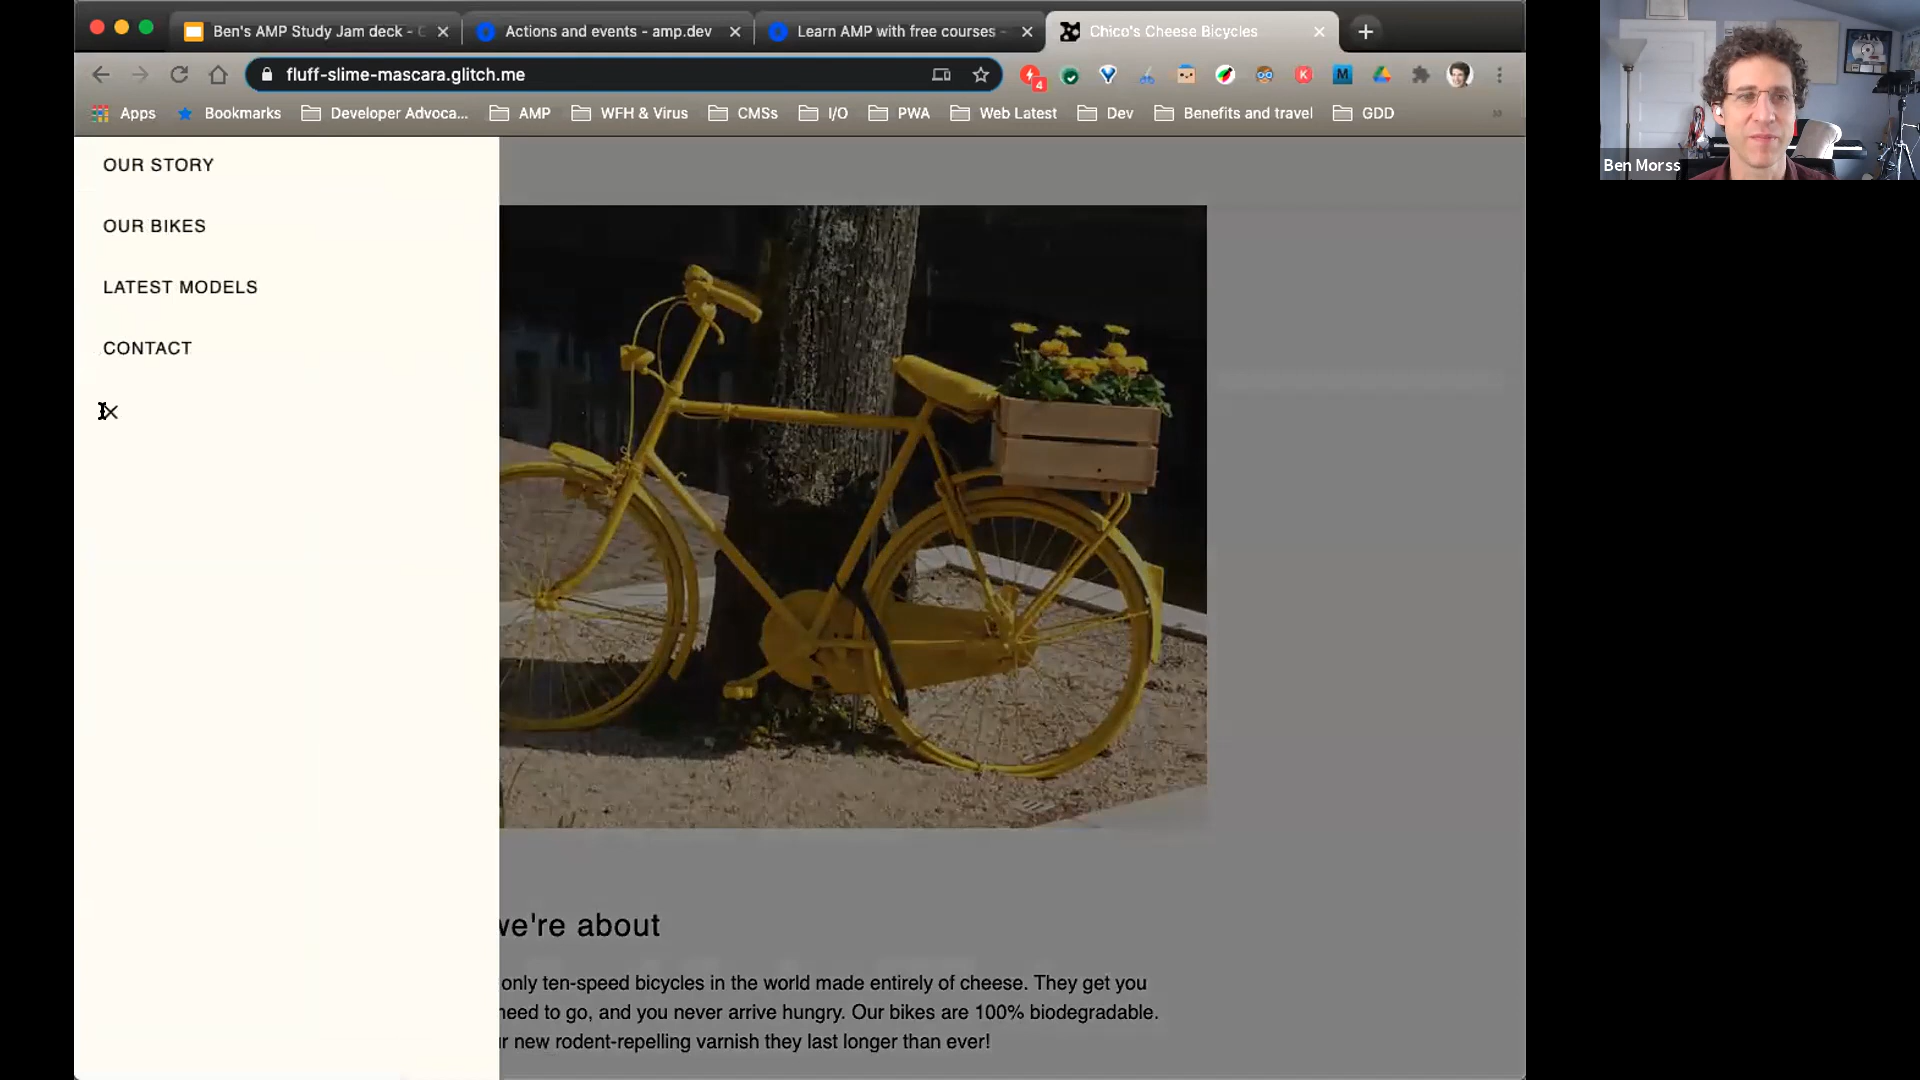 Ben's AMP Study Jam deck -
Actions and events - amp.dev
Learn AMP with free courses -
Chico's Cheese Bicycles
fluff-slime-mascara.glitch.me
4
K
M
Apps
Bookmarks
Developer Advoca...
AMP
WFH & Virus
CMSs
I/O
PWA
Web Latest
Dev
Benefits and travel
GDD
»
Ben Morss
OUR STORY
OUR BIKES
LATEST MODELS
CONTACT
we're about
only ten-speed bicycles in the world made entirely of cheese. They get you
need to go, and you never arrive hungry. Our bikes are 100% biodegradable.
new rodent-repelling varnish they last longer than ever!